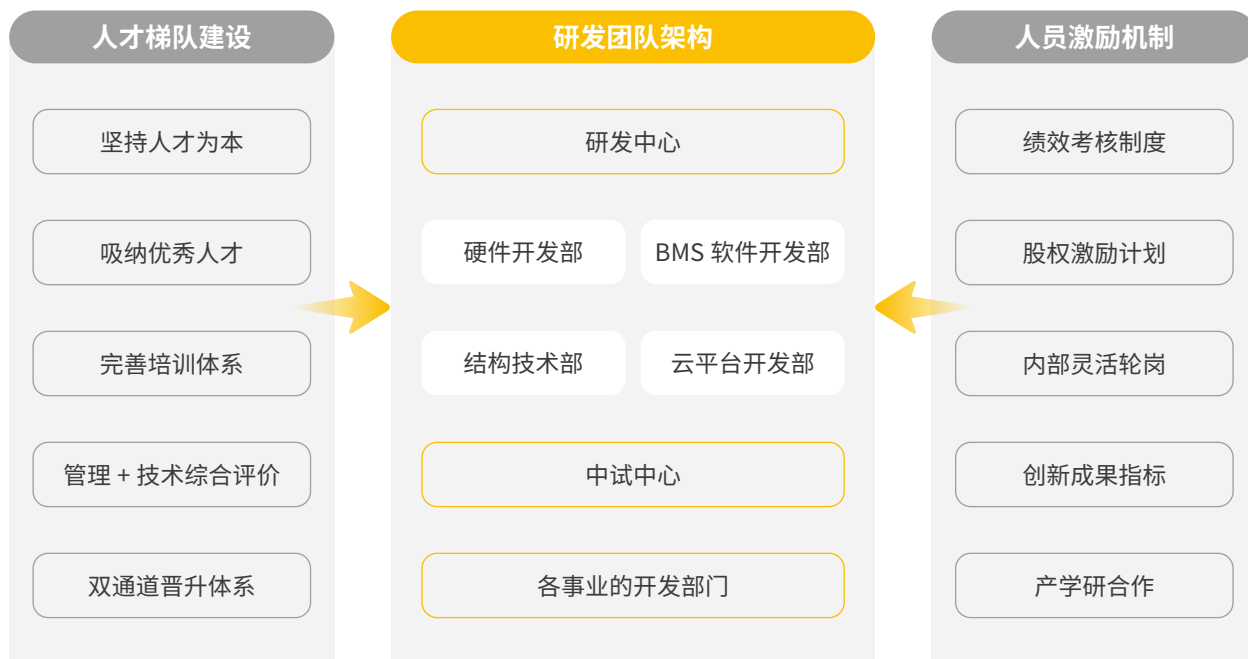 人才梯队建设
坚持人才为本
吸纳优秀人才
完善培训体系
管理 + 技术综合评价
双通道晋升体系
研发团队架构
研发中心
硬件开发部
BMS 软件开发部
结构技术部
云平台开发部
中试中心
各事业的开发部门
人员激励机制
绩效考核制度
股权激励计划
内部灵活轮岗
创新成果指标
产学研合作